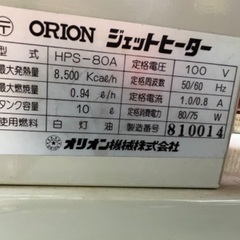 〒 ORION ジェットヒーター
型式 HPS-80A 定格電圧 100 V
最大発熱量 8,500 Kcal/h 定格周波数 50/60 Hz
最大燃焼量 0.94 ℓ/h 定格電流 1.0/0.8 A
タンク容量 10 ℓ 定格消費電力 80/75 W
使用燃料 白灯油 製造番号 810014
オリオン機械株式会社